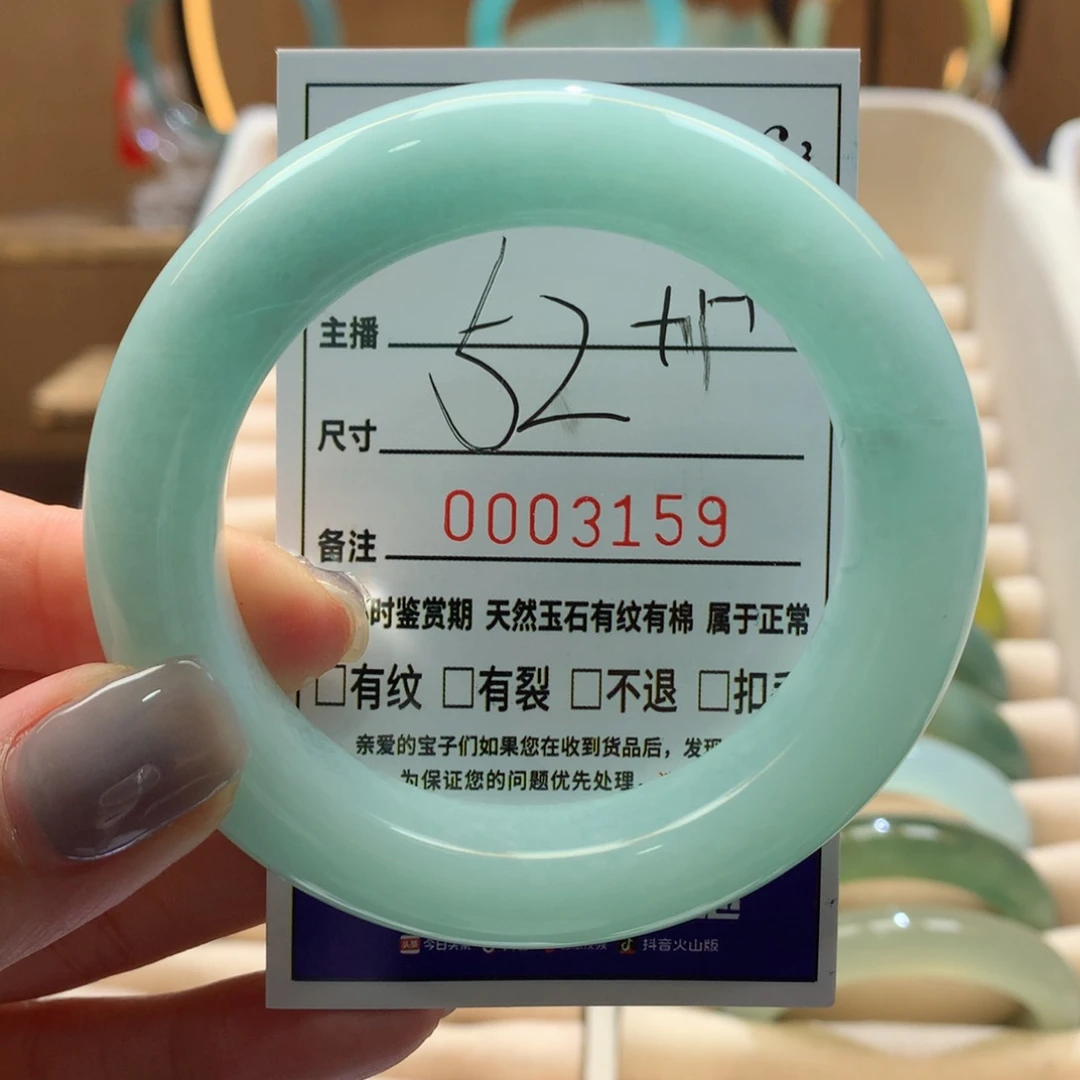 主播
52
尺寸
备注 0003159
时鉴赏期 天然玉石有纹有棉 属于正常
□有纹 □有裂 □不退 □扣
亲爱的宝子们如果您在收到货品后，发现
为保证您的问题优先处理，
今日头条 抖音火山版